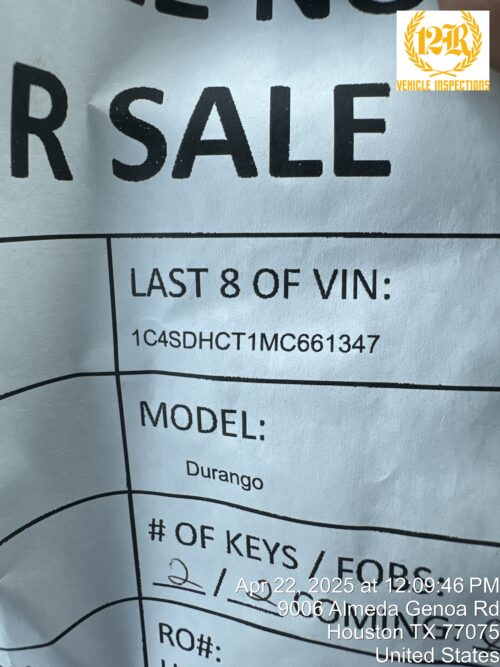 12R
VEHICLE INSPECTIONS
R SALE
LAST 8 OF VIN:
1C4SDHCT1MC661347
MODEL:
Durango
# OF KEYS / FOBS:
2 / COMING
Apr 22, 2025 at 12:09:46 PM
9006 Almeda Genoa Rd
Houston TX 77075
United States
RO#: